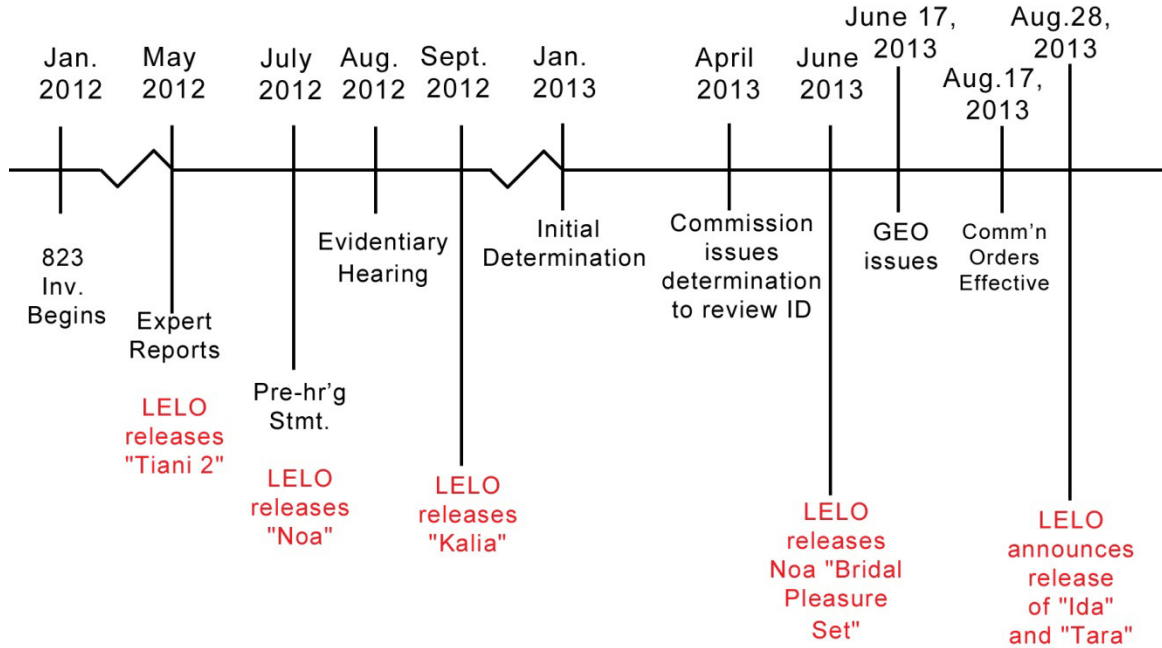 Jan.
2012
May
2012
July
2012
Aug.
2012
Sept.
2012
Jan.
2013
April
2013
June
2013
June 17,
2013
Aug.17,
2013
Aug.28,
2013
823
Inv.
Begins
Expert
Reports
LELO
releases
"Tiani 2"
Pre-hr’g
Stmt.
LELO
releases
"Noa"
Evidentiary
Hearing
LELO
releases
"Kalia"
Initial
Determination
Commission
issues
determination
to review ID
LELO
releases
Noa "Bridal
Pleasure
Set"
GEO
issues
Comm’n
Orders
Effective
LELO
announces
release
of "Ida"
and "Tara"